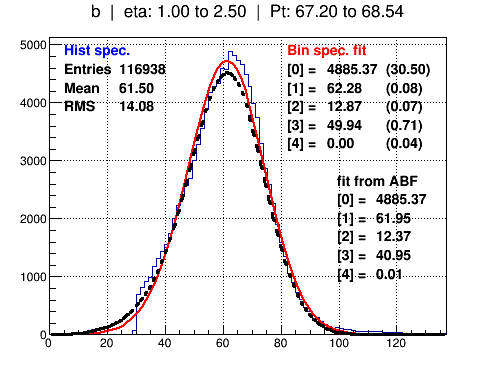 b | eta: 1.00 to 2.50 | Pt: 67.20 to 68.54
Hist spec.
Entries 116938
Mean 61.50
RMS 14.08
Bin spec. fit
[0] = 4885.37 (30.50)
[1] = 62.28 (0.08)
[2] = 12.87 (0.07)
[3] = 49.94 (0.71)
[4] = 0.00 (0.04)
fit from ABF
[0] = 4885.37
[1] = 61.95
[2] = 12.37
[3] = 40.95
[4] = 0.01
5000
4000
3000
2000
1000
0
0 20 40 60 80 100 120